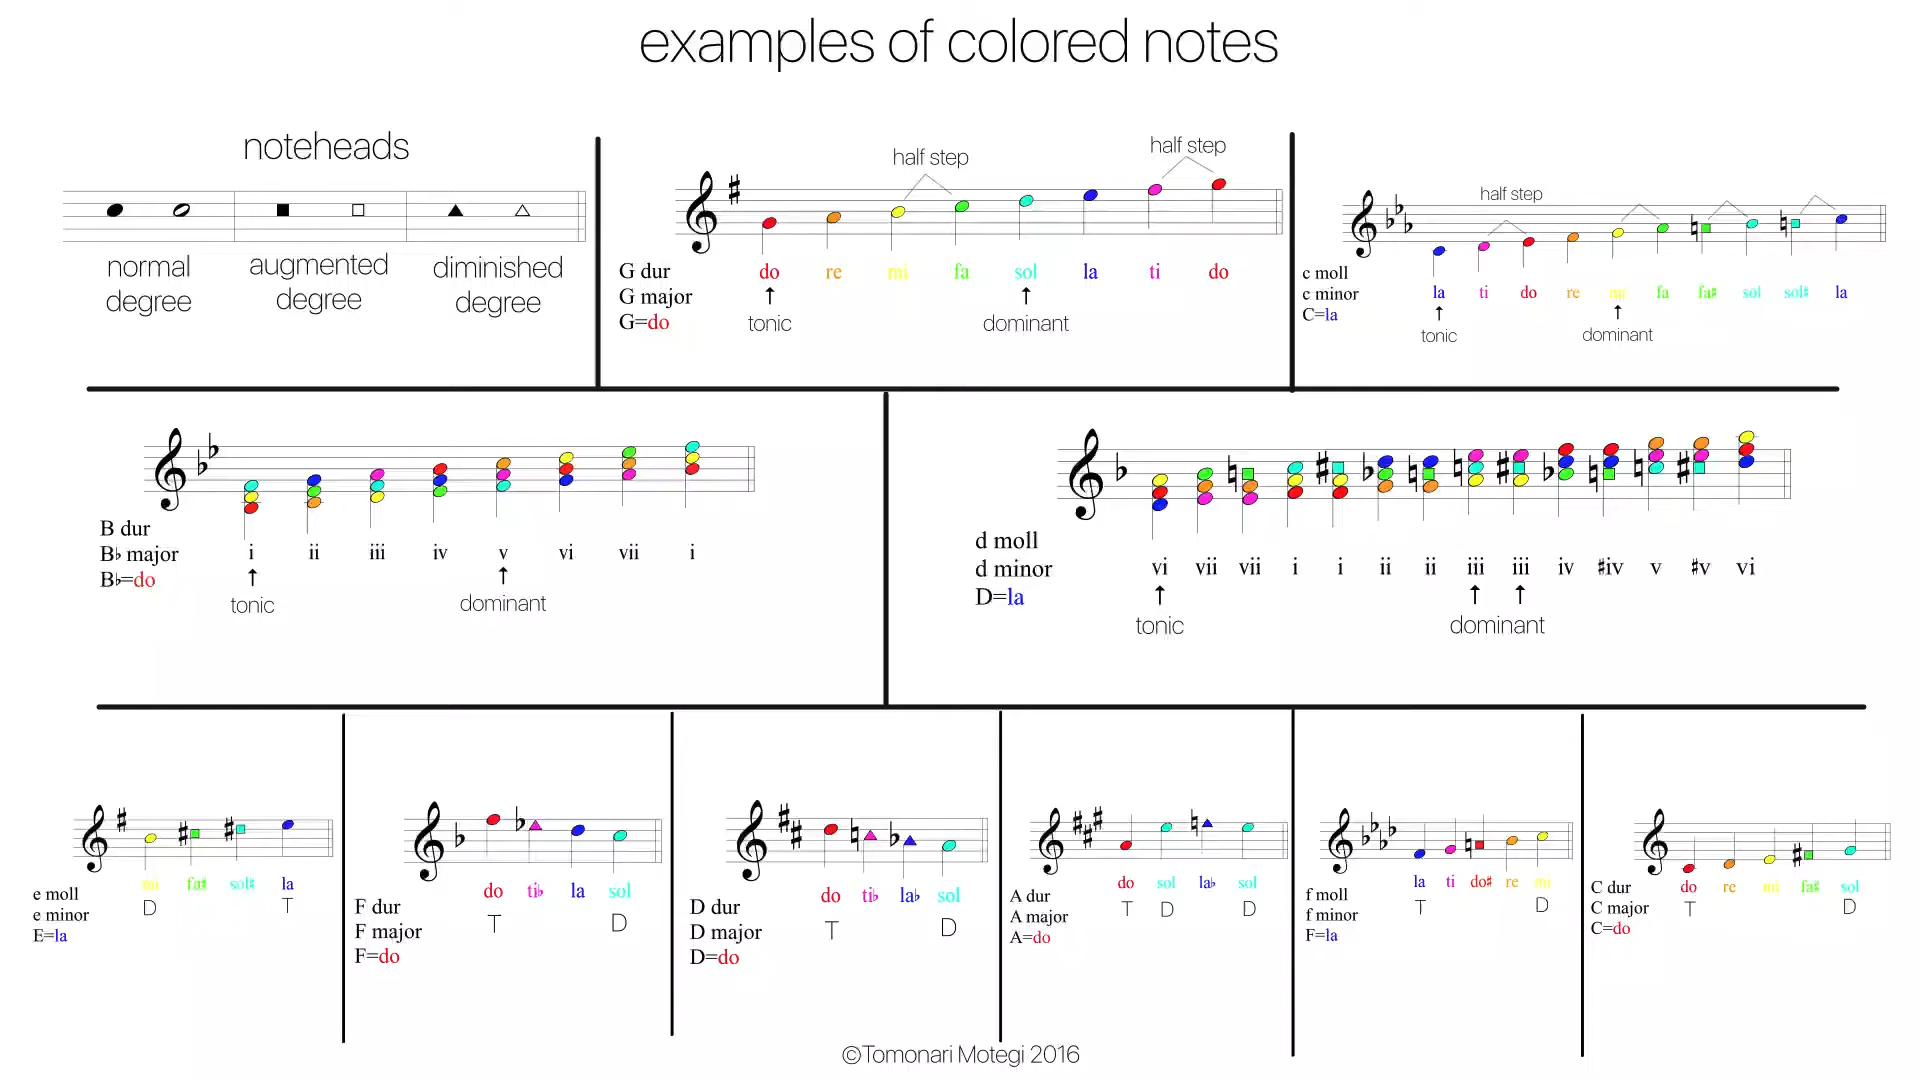 examples of colored notes
noteheads
normal degree
augmented degree
diminished degree
half step
half step
G dur
G major
G=do
do re mi fa sol la ti do
↑ ↑
tonic dominant
half step
c moll
c minor
C=la
la ti do re mi fa fa♯ sol sol♯ la
↑ ↑
tonic dominant
B dur
B♭ major
B♭=do
i ii iii iv v vi vii i
↑ ↑
tonic dominant
d moll
d minor
D=la
vi vii vii i i ii ii iii iii iv ♯iv v ♯v vi
↑ ↑ ↑
tonic dominant
mi fa♯ sol♯ la
D T
e moll
e minor
E=la
do ti♭ la sol
T D
F dur
F major
F=do
do ti♭ la♭ sol
T D
D dur
D major
D=do
do sol la♭ sol
T D D
A dur
A major
A=do
la ti do♯ re mi
T D
f moll
f minor
F=la
do re mi fa♯ sol
T D
C dur
C major
C=do
©Tomonari Motegi 2016